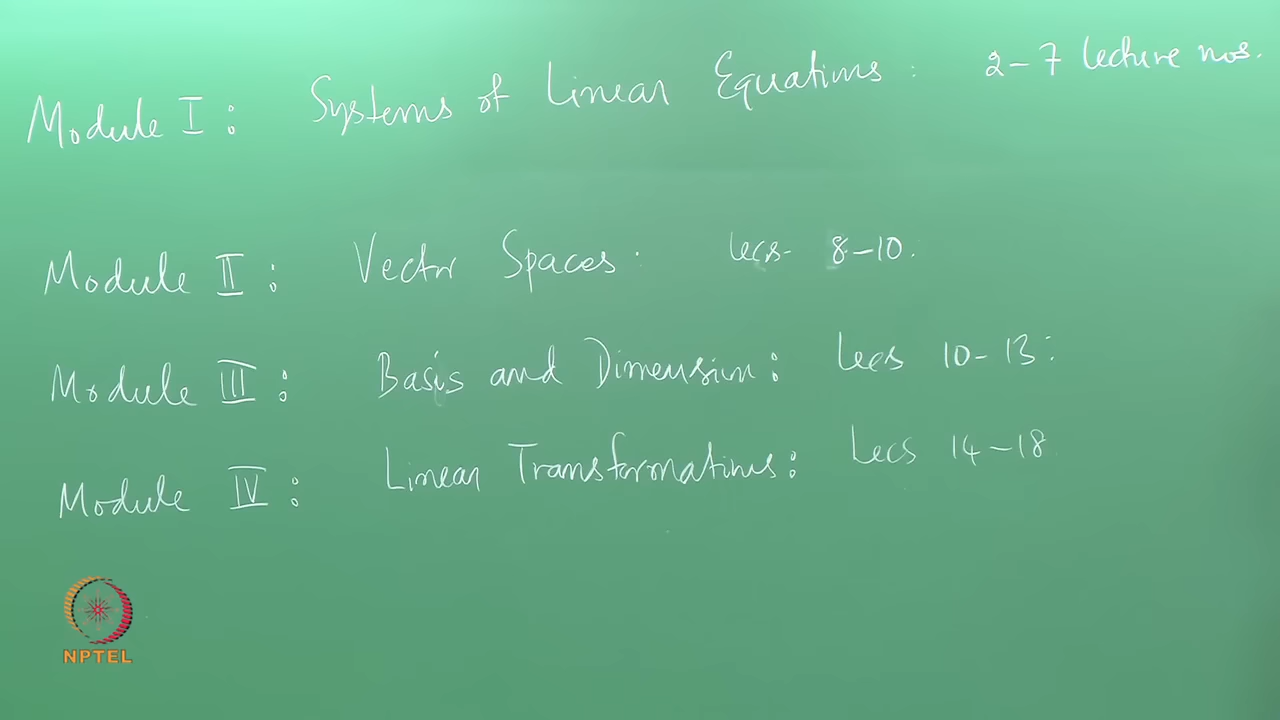 Module I : Systems of Linear Equations : 2-7 lecture nos.
Module II : Vector Spaces : Lecs- 8-10.
Module III : Basis and Dimension : Lecs 10-13 :
Module IV : Linear Transformations : Lecs 14-18
NPTEL